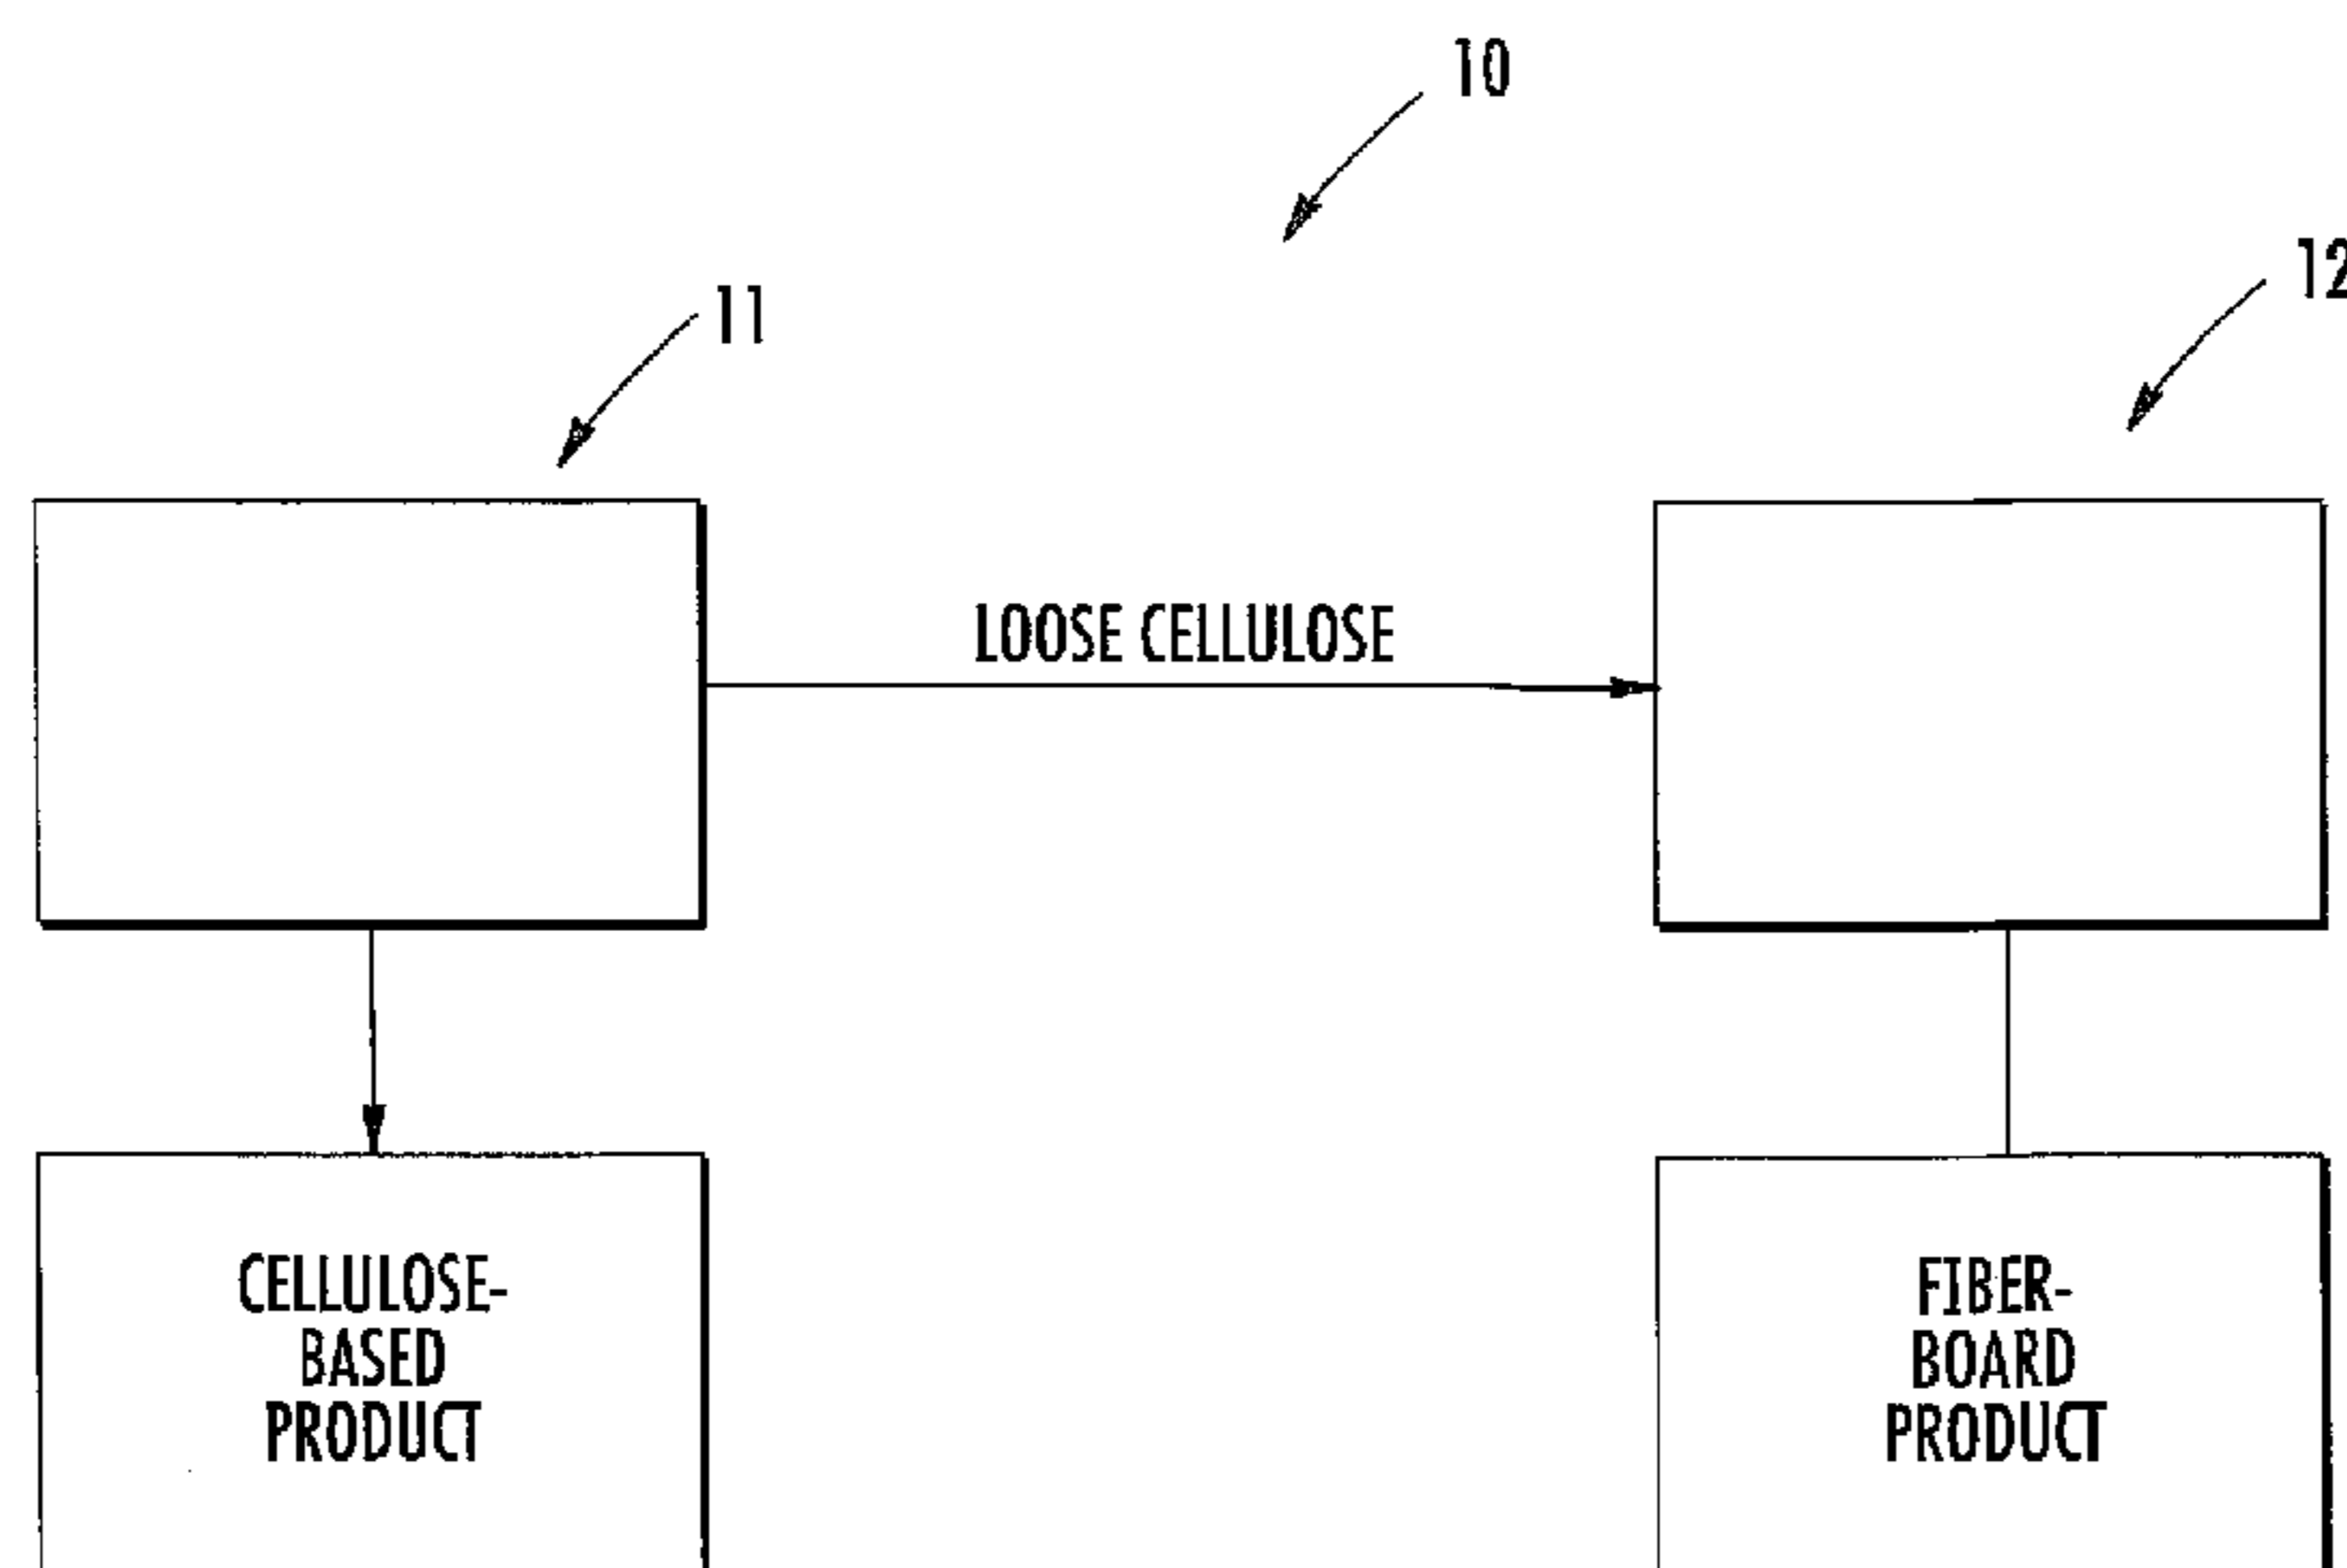 10
12
11
LOOSE CELLULOSE
CELLULOSE-
BASED
PRODUCT
FIBER-
BOARD
PRODUCT